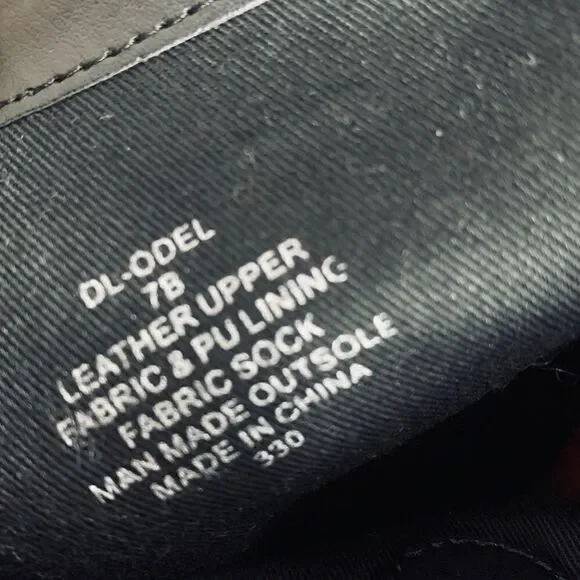 DL-ODEL
7B
LEATHER UPPER
FABRIC & PU LINING
FABRIC SOCK
MAN MADE OUTSOLE
MADE IN CHINA
330